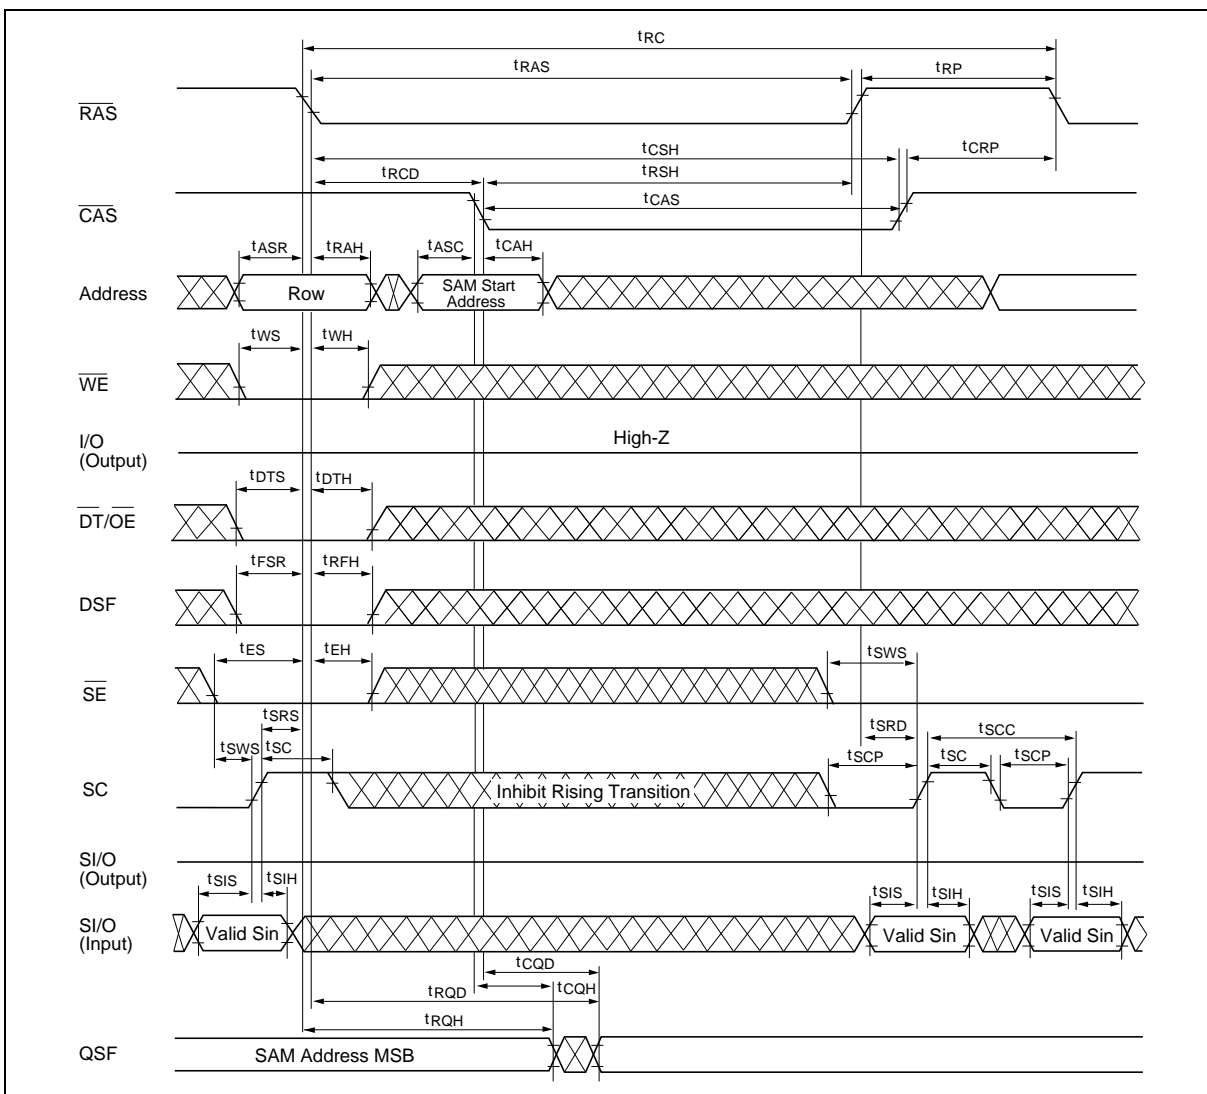 tRC
tRAS tRP
RAS
tCSH tCRP
tRCD tRSH
CAS tCAS
tASR tRAH tASC tCAH
Address Row SAM Start
Address
tWS tWH
WE
I/O High-Z
(Output)
tDTS tDTH
DT/OE
tFSR tRFH
DSF
tES tEH tSWS
SE
tSRS tSRD tSCC
tSWS tSC tSCP tSC tSCP
SC Inhibit Rising Transition
SI/O
(Output)
tSIS tSIH tSIS tSIH tSIS tSIH
SI/O
(Input) Valid Sin Valid Sin Valid Sin
tCQD
tRQD tCQH
tRQH
QSF SAM Address MSB